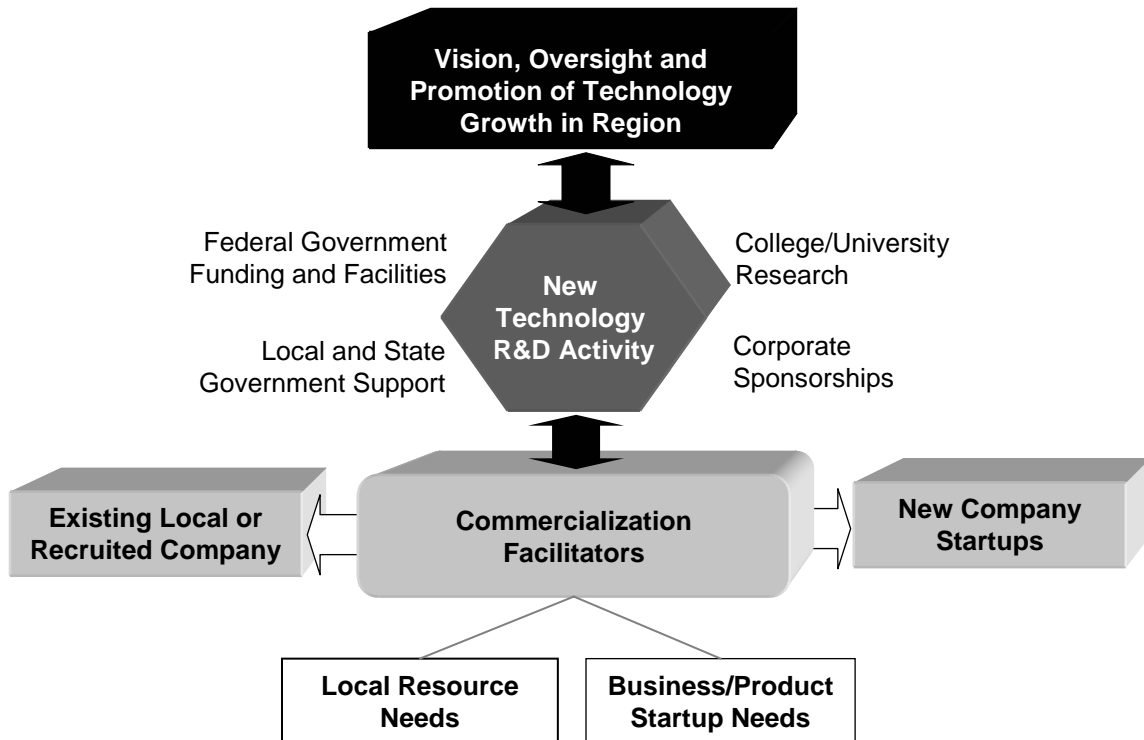 Vision, Oversight and
Promotion of Technology
Growth in Region
Federal Government
Funding and Facilities
College/University
Research
New
Technology
R&D Activity
Local and State
Government Support
Corporate
Sponsorships
Existing Local or
Recruited Company
Commercialization
Facilitators
New Company
Startups
Local Resource
Needs
Business/Product
Startup Needs